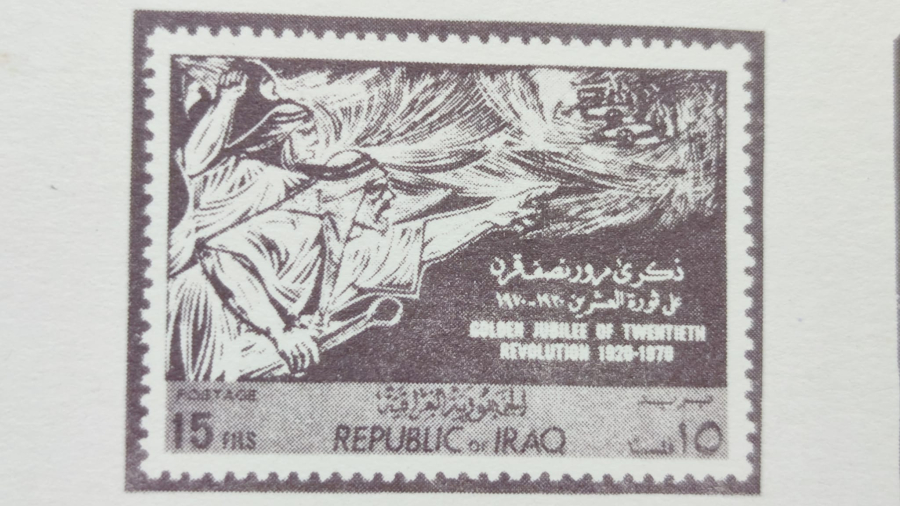 ذكرى مرور نصف قرن
على ثورة العشرين ١٩٢٠-١٩٧٠
GOLDEN JUBILEE OF TWENTIETH
REVOLUTION 1920-1970
POSTAGE الجمهورية العراقية بريد
15 FILS REPUBLIC OF IRAQ ١٥ فلسا